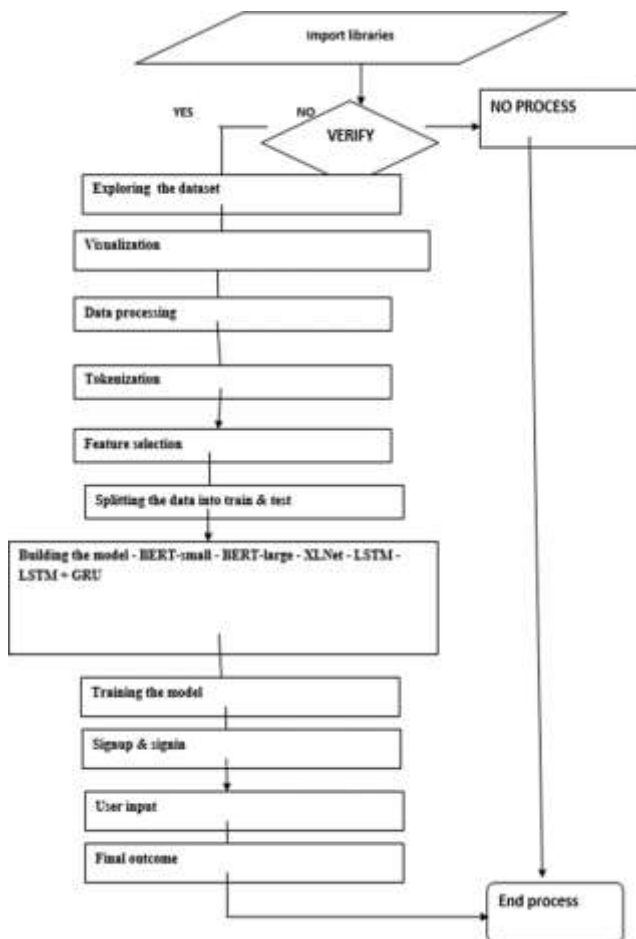 Import libraries
YES
NO
VERIFY
NO PROCESS
Exploring the dataset
Visualization
Data processing
Tokenization
Feature selection
Splitting the data into train & test
Building the model - BERT-small - BERT-large - XLNet - LSTM -
LSTM + GRU
Training the model
Signup & signin
User input
Final outcome
End process